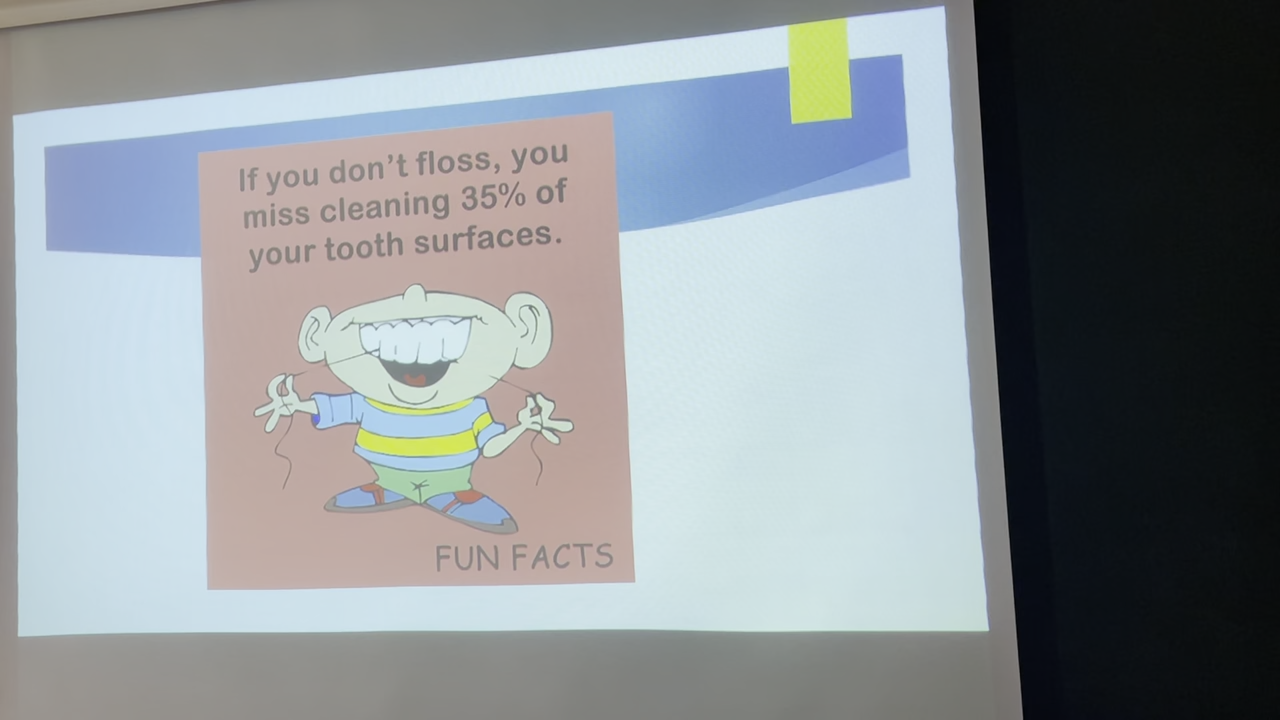 If you don't floss, you
miss cleaning 35% of
your tooth surfaces.
FUN FACTS